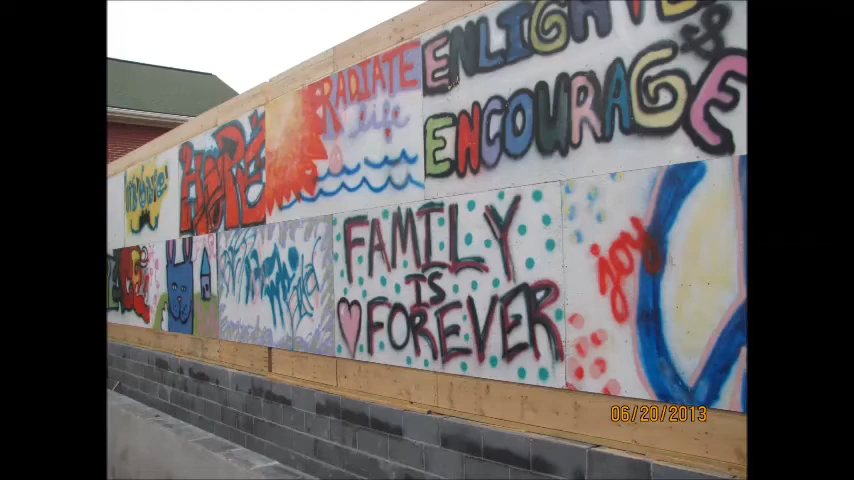 ENLIGHTEN
&
ENCOURAGE
RADIATE
life
HOPE
FAMILY
IS
FOREVER
joy
06/20/2013